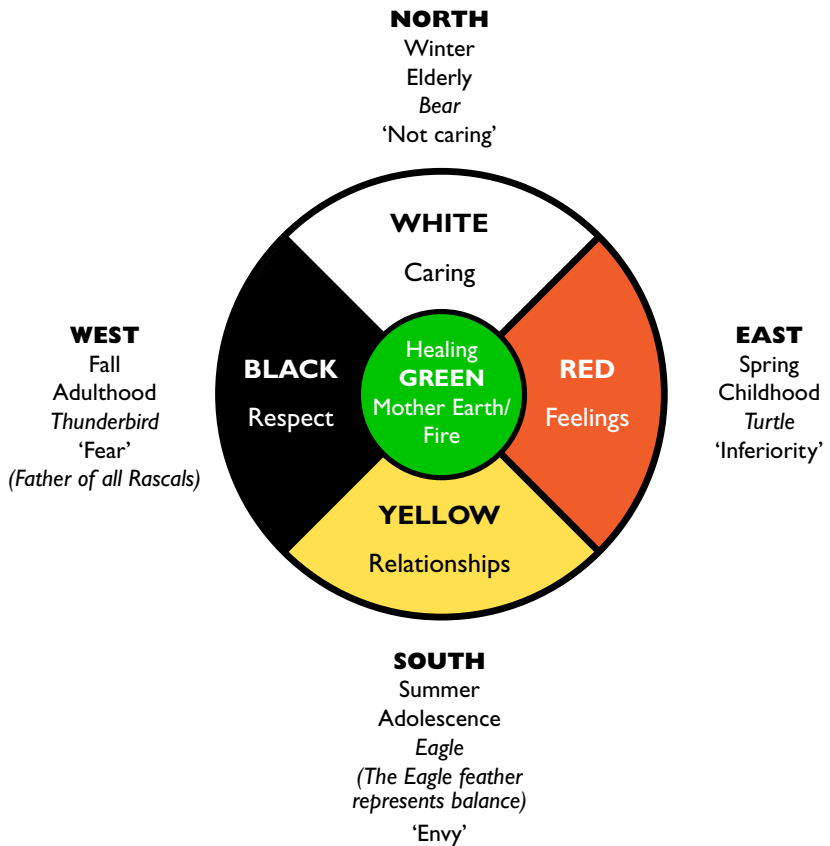 NORTH
Winter
Elderly
Bear
‘Not caring’
WHITE
Caring
WEST
Fall
Adulthood
Thunderbird
‘Fear’
(Father of all Rascals)
BLACK
Respect
Healing
GREEN
Mother Earth/
Fire
RED
Feelings
EAST
Spring
Childhood
Turtle
‘Inferiority’
YELLOW
Relationships
SOUTH
Summer
Adolescence
Eagle
(The Eagle feather
represents balance)
‘Envy’